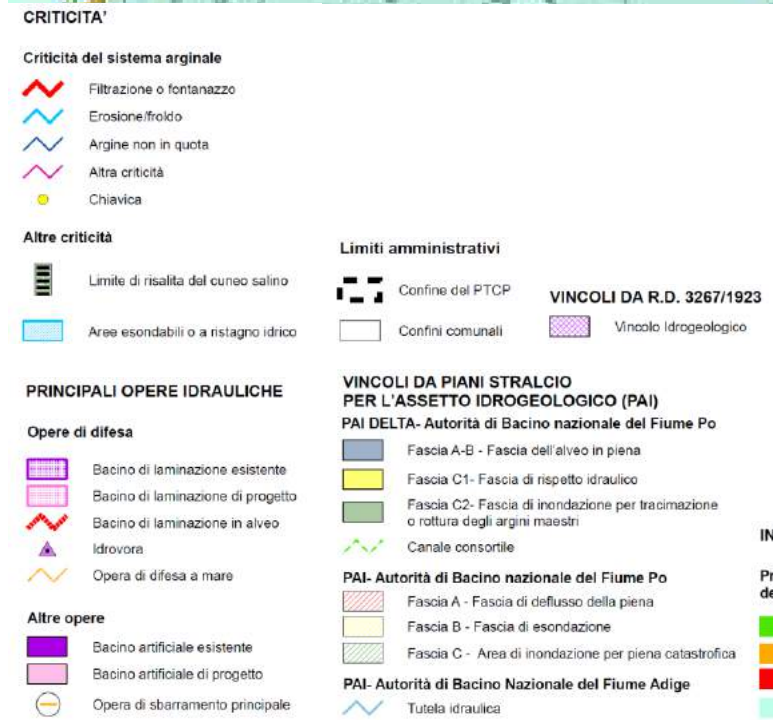 CRITICITA'
Criticità del sistema arginale
Filtrazione o fontanazzo
Erosione/froldo
Argine non in quota
Altra criticità
Chiavica
Altre criticità
Limite di risalita del cuneo salino
Aree esondabili o a ristagno idrico
Limiti amministrativi
Confine del PTCP
Confini comunali
VINCOLI DA R.D. 3267/1923
Vincolo Idrogeologico
PRINCIPALI OPERE IDRAULICHE
Opere di difesa
Bacino di laminazione esistente
Bacino di laminazione di progetto
Bacino di laminazione in alveo
Idrovora
Opera di difesa a mare
Altre opere
Bacino artificiale esistente
Bacino artificiale di progetto
Opera di sbarramento principale
VINCOLI DA PIANI STRALCIO
PER L'ASSETTO IDROGEOLOGICO (PAI)
PAI DELTA- Autorità di Bacino nazionale del Fiume Po
Fascia A-B - Fascia dell'alveo in piena
Fascia C1- Fascia di rispetto idraulico
Fascia C2- Fascia di inondazione per tracimazione
o rottura degli argini maestri
Canale consortile
PAI- Autorità di Bacino nazionale del Fiume Po
Fascia A - Fascia di deflusso della piena
Fascia B - Fascia di esondazione
Fascia C - Area di inondazione per piena catastrofica
PAI- Autorità di Bacino Nazionale del Fiume Adige
Tutela idraulica